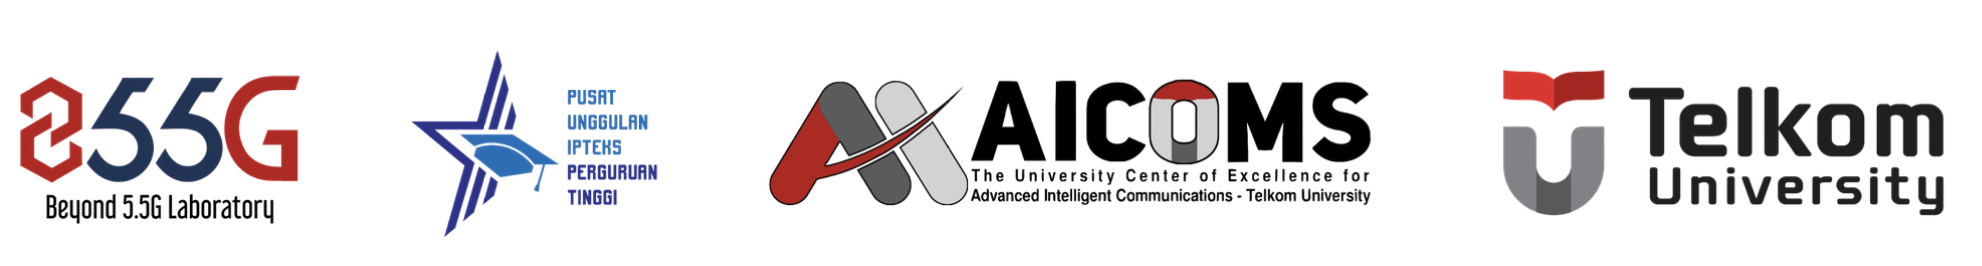 B55G
Beyond 5.5G Laboratory
PUSAT
UNGGULAN
IPTEKS
PERGURUAN
TINGGI
AICOMS
The University Center of Excellence for
Advanced Intelligent Communications - Telkom University
Telkom
University